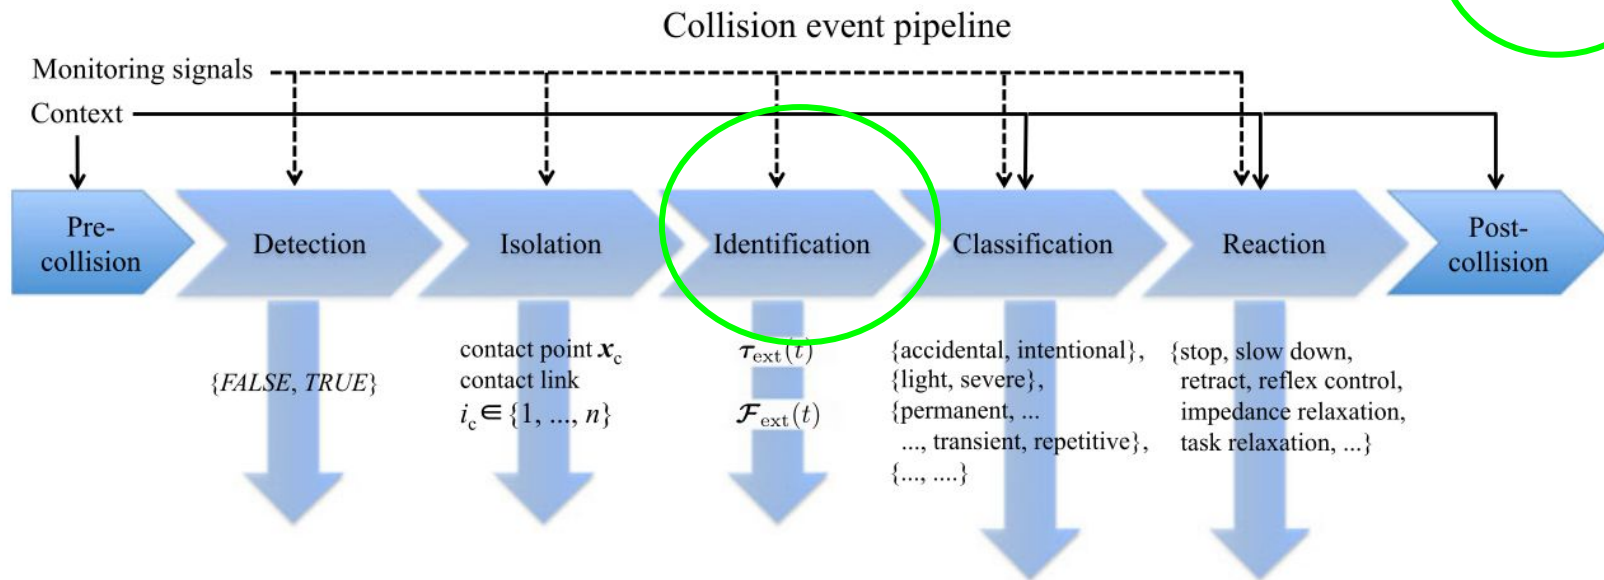 Collision event pipeline
Monitoring signals
Context
Pre-
collision
Detection
Isolation
Identification
Classification
Reaction
Post-
collision
{FALSE, TRUE}
contact point 𝒙c
contact link
ic ∈ {1, ..., n}
𝝉ext(t)
𝓕ext(t)
{accidental, intentional},
{light, severe},
{permanent, ...
..., transient, repetitive},
{..., ....}
{stop, slow down,
retract, reflex control,
impedance relaxation,
task relaxation, ...}